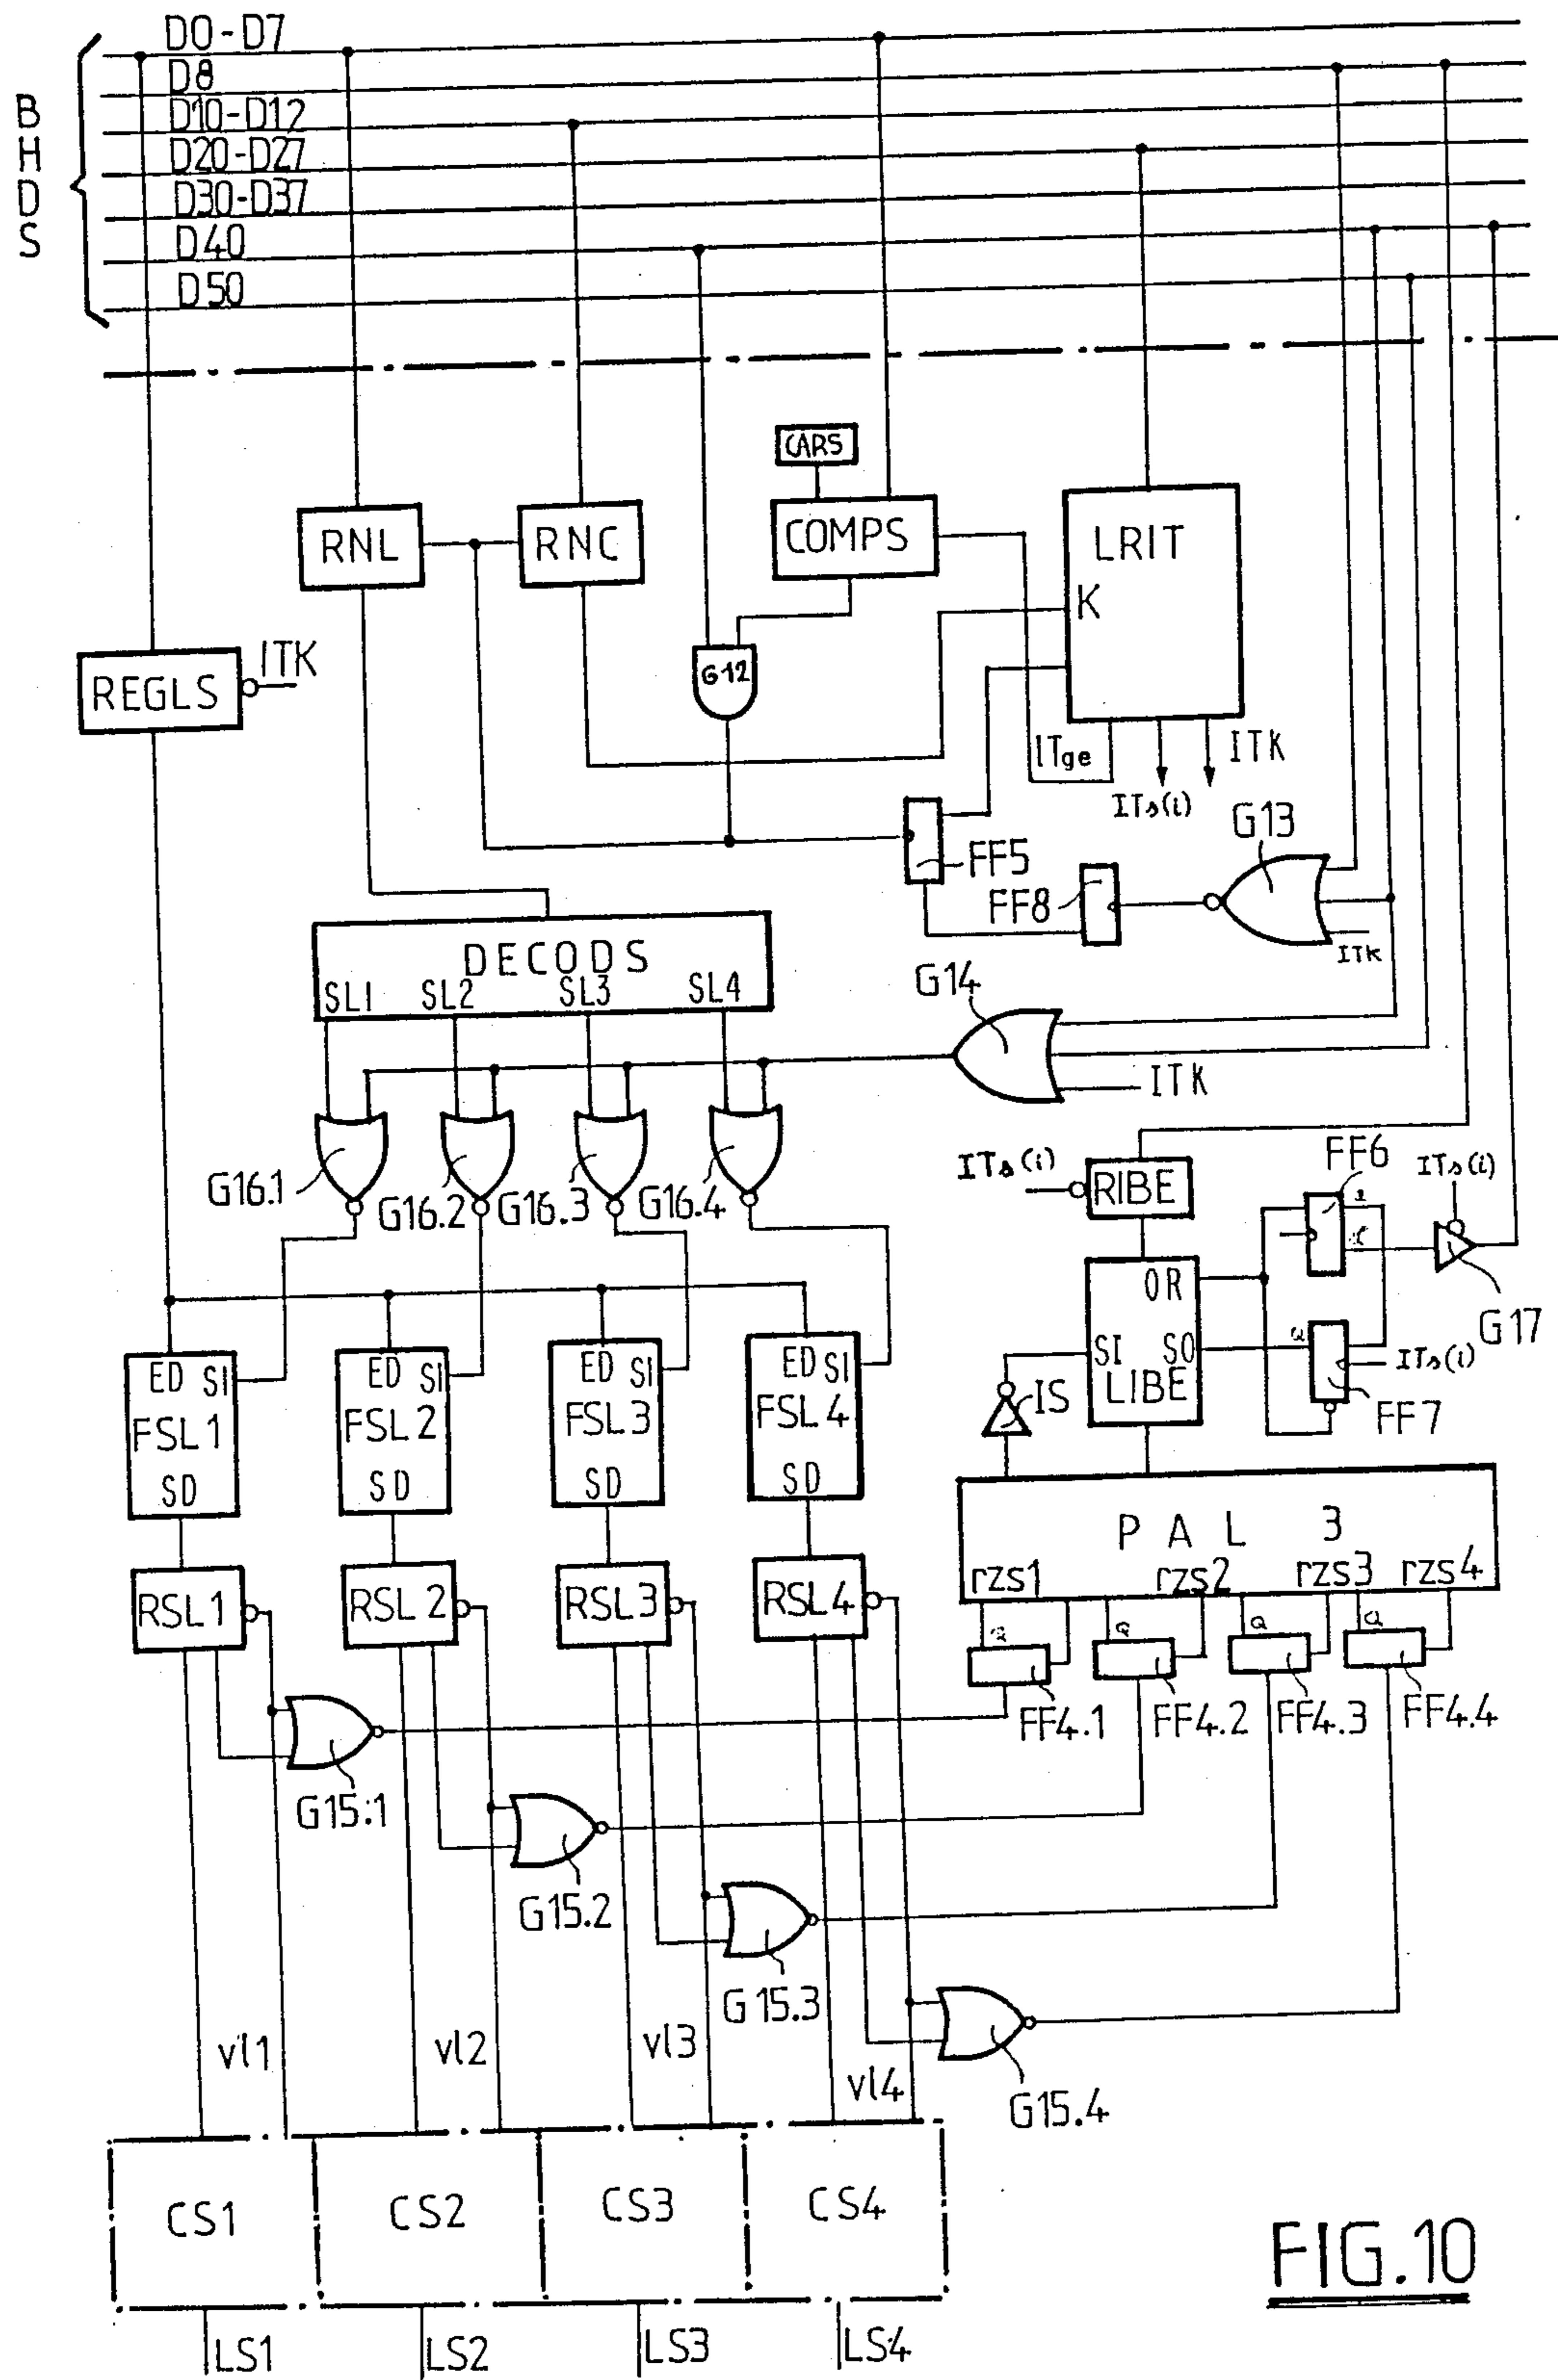 D0-D7
D8
D10-D12
D20-D27
D30-D37
D40
D50
B
H
D
S
CARS
RNL
RNC
COMPS
LRIT
K
REGLS
ITK
G12
ITge
ITs(i)
ITK
FF5
FF8
G13
ITK
DECODS
SL1 SL2 SL3 SL4
G14
ITK
G16.1
G16.2
G16.3
G16.4
ITs(i)
RIBE
FF6
ITs(i)
G17
OR
SI
SO
LIBE
Q
ITs(i)
FF7
IS
ED SI
FSL1
SD
ED SI
FSL2
SD
ED SI
FSL3
SD
ED SI
FSL4
SD
PAL 3
rzs1 rzs2 rzs3 rzs4
Q Q Q Q
RSL1
RSL2
RSL3
RSL4
FF4.1
FF4.2
FF4.3
FF4.4
G15.1
G15.2
G15.3
G15.4
vl1
vl2
vl3
vl4
CS1
CS2
CS3
CS4
LS1
LS2
LS3
LS4
FIG.10